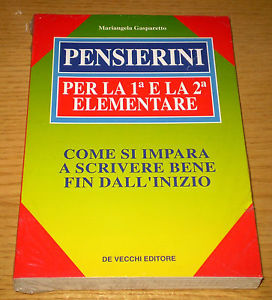 Mariangela Gasparetto
PENSIERINI
PER LA 1ª E LA 2ª
ELEMENTARE
COME SI IMPARA
A SCRIVERE BENE
FIN DALL'INIZIO
DE VECCHI EDITORE